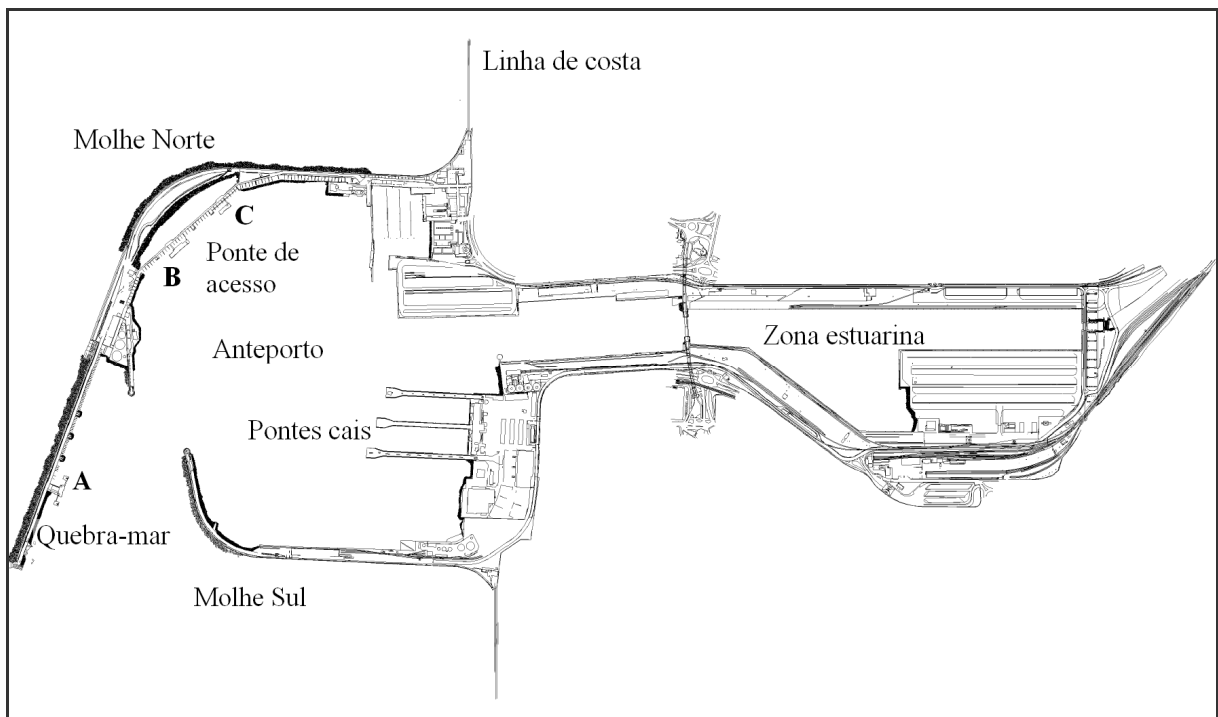 Linha de costa
Molhe Norte
C
Ponte de
acesso
B
Zona estuarina
Anteporto
Pontes cais
A
Quebra-mar
Molhe Sul